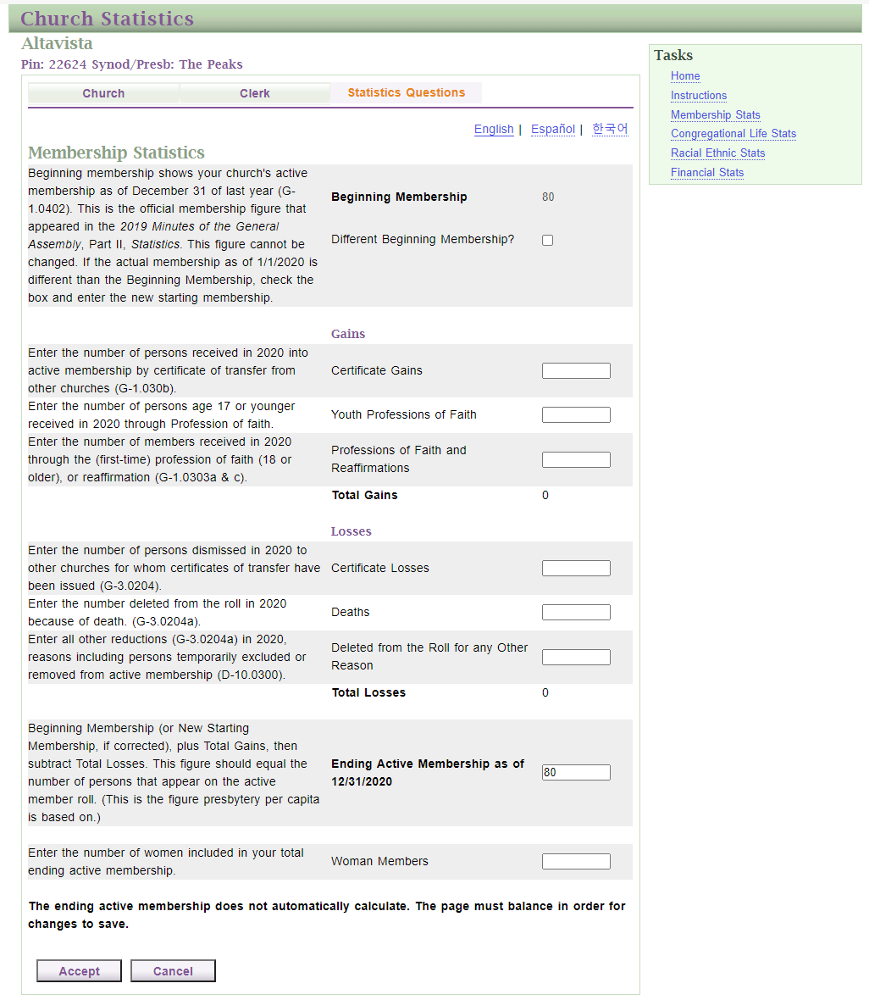 Church Statistics
Altavista
Pin: 22624 Synod/Presb: The Peaks
Church Clerk Statistics Questions
English | Español | 한국어
Membership Statistics
Beginning membership shows your church's active
membership as of December 31 of last year (G-
1.0402). This is the official membership figure that
appeared in the 2019 Minutes of the General
Assembly, Part II, Statistics. This figure cannot be
changed. If the actual membership as of 1/1/2020 is
different than the Beginning Membership, check the
box and enter the new starting membership.
Beginning Membership 80
Different Beginning Membership?
Gains
Enter the number of persons received in 2020 into
active membership by certificate of transfer from
other churches (G-1.030b).
Certificate Gains
Enter the number of persons age 17 or younger
received in 2020 through Profession of faith.
Youth Professions of Faith
Enter the number of members received in 2020
through the (first-time) profession of faith (18 or
older), or reaffirmation (G-1.0303a & c).
Professions of Faith and
Reaffirmations
Total Gains 0
Losses
Enter the number of persons dismissed in 2020 to
other churches for whom certificates of transfer have
been issued (G-3.0204).
Certificate Losses
Enter the number deleted from the roll in 2020
because of death. (G-3.0204a).
Deaths
Enter all other reductions (G-3.0204a) in 2020,
reasons including persons temporarily excluded or
removed from active membership (D-10.0300).
Deleted from the Roll for any Other
Reason
Total Losses 0
Beginning Membership (or New Starting
Membership, if corrected), plus Total Gains, then
subtract Total Losses. This figure should equal the
number of persons that appear on the active
member roll. (This is the figure presbytery per capita
is based on.)
Ending Active Membership as of
12/31/2020
80
Enter the number of women included in your total
ending active membership.
Woman Members
The ending active membership does not automatically calculate. The page must balance in order for
changes to save.
Accept Cancel
Tasks
Home
Instructions
Membership Stats
Congregational Life Stats
Racial Ethnic Stats
Financial Stats